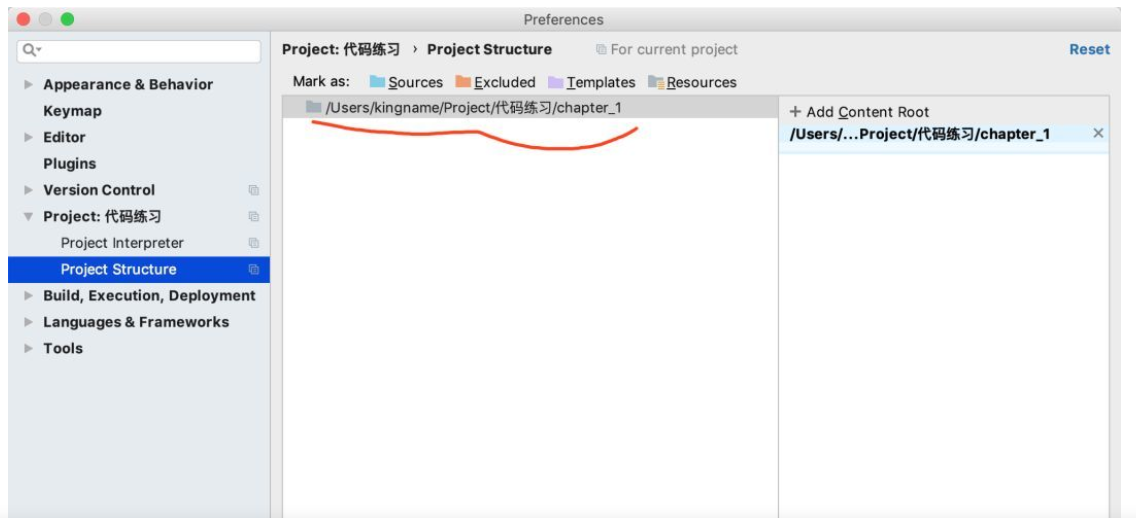 Preferences
Project: 代码练习 › Project Structure For current project Reset
Appearance & Behavior
Keymap
Editor
Plugins
Version Control
Project: 代码练习
Project Interpreter
Project Structure
Build, Execution, Deployment
Languages & Frameworks
Tools
Mark as: Sources Excluded Templates Resources
/Users/kingname/Project/代码练习/chapter_1
+ Add Content Root
/Users/...Project/代码练习/chapter_1 ×